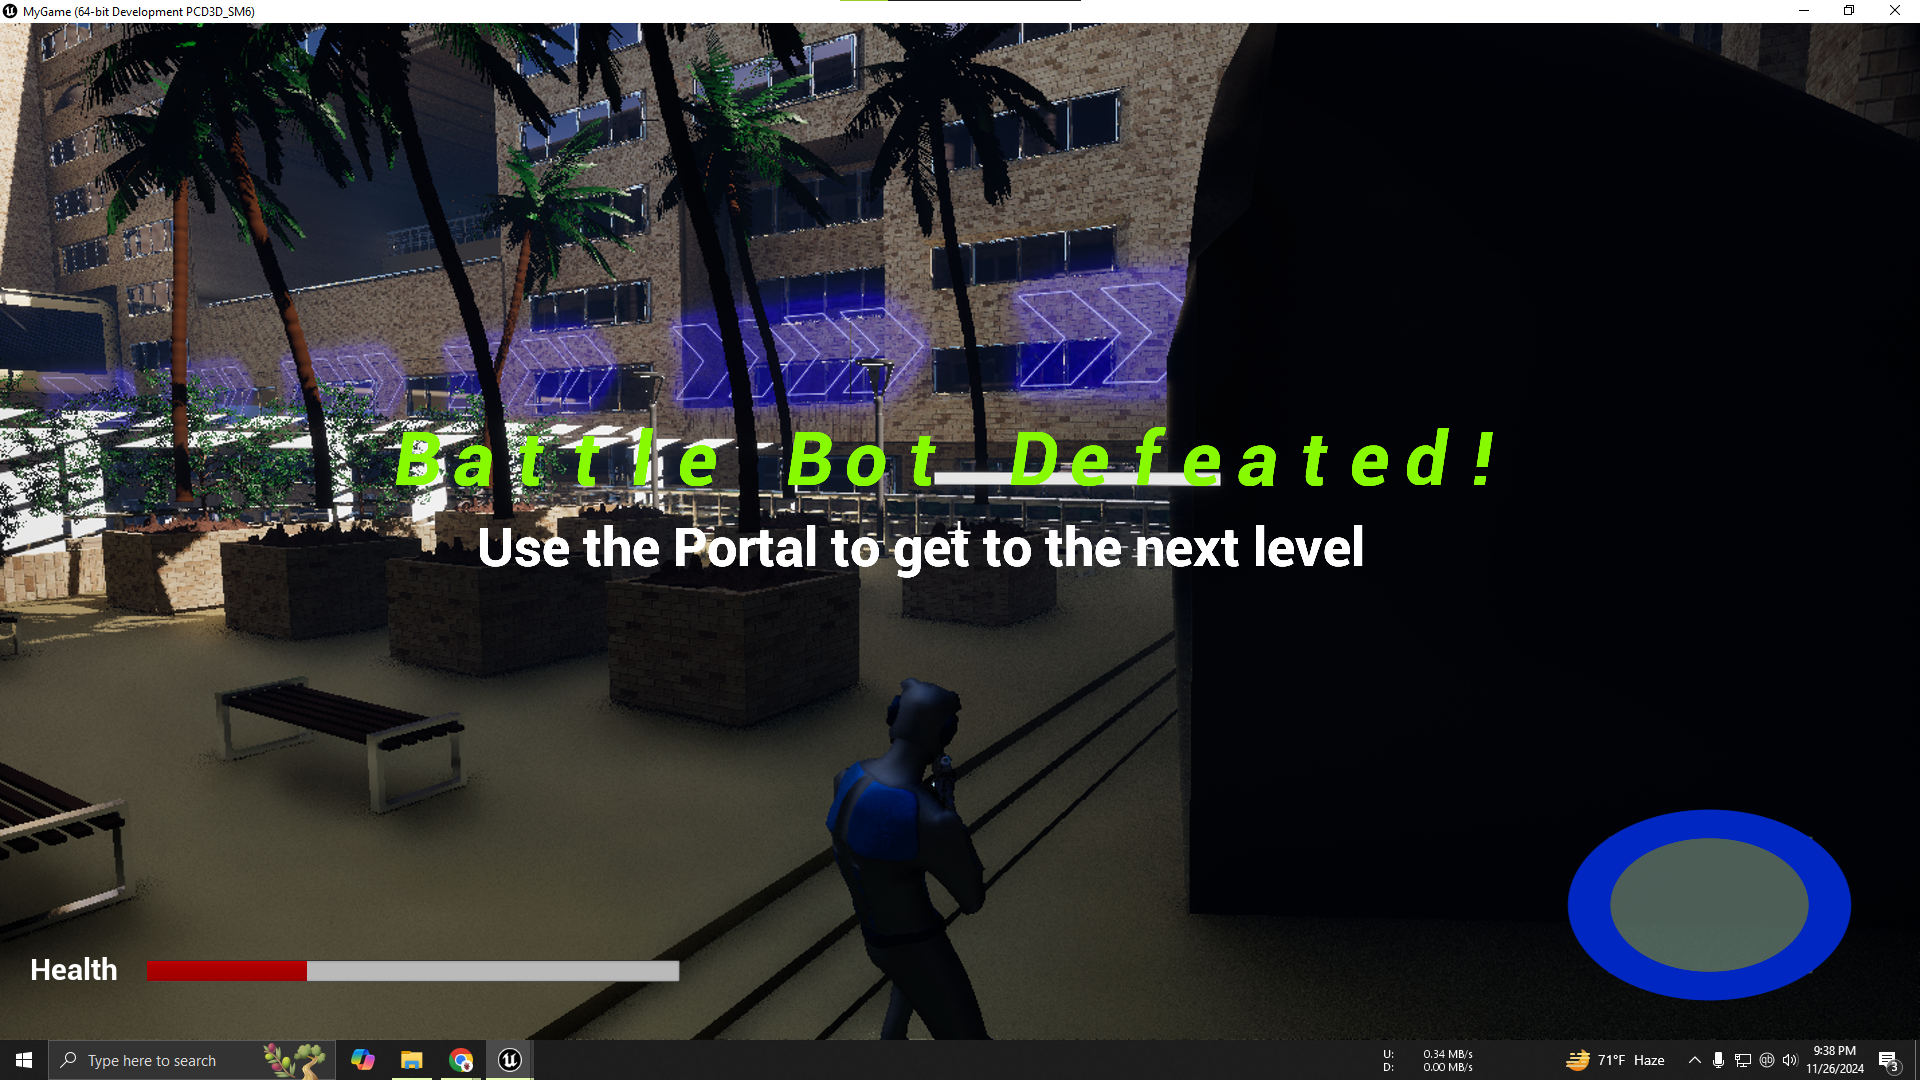 MyGame (64-bit Development PCD3D_SM6)
Battle Bot Defeated!
Use the Portal to get to the next level
Health
Type here to search
U: 0.34 MB/s
D: 0.00 MB/s
71°F Haze
9:38 PM
11/26/2024
3